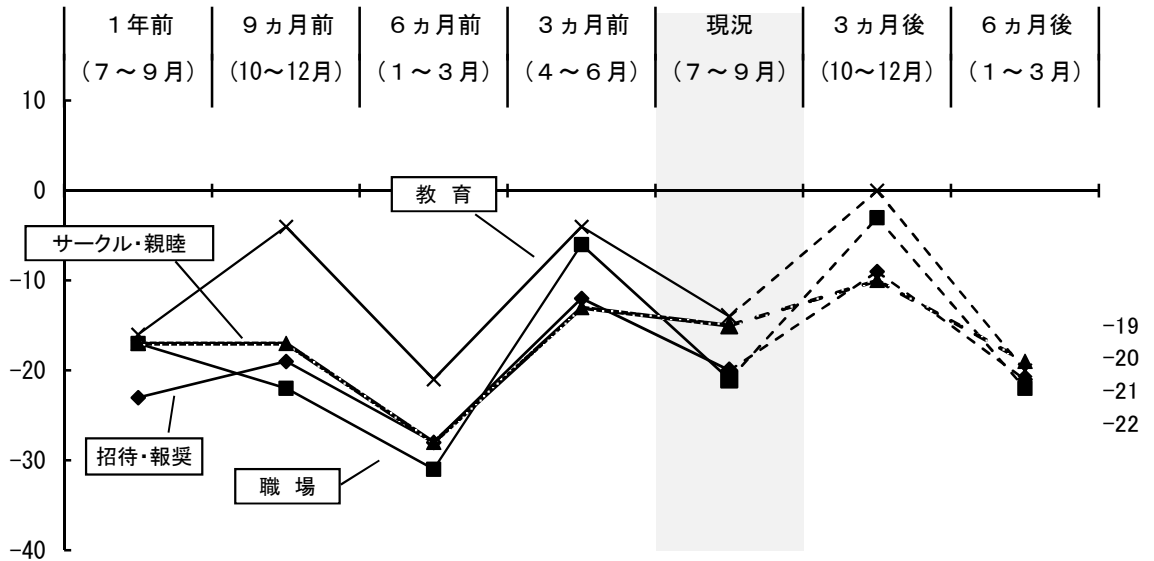 １年前
９ヵ月前
６ヵ月前
３ヵ月前
現況
３ヵ月後
６ヵ月後
（７～９月）
（10～12月）
（１～３月）
（４～６月）
（７～９月）
（10～12月）
（１～３月）
10
0
-10
-20
-30
-40
教 育
サークル・親睦
招待・報奨
職 場
-19
-20
-21
-22